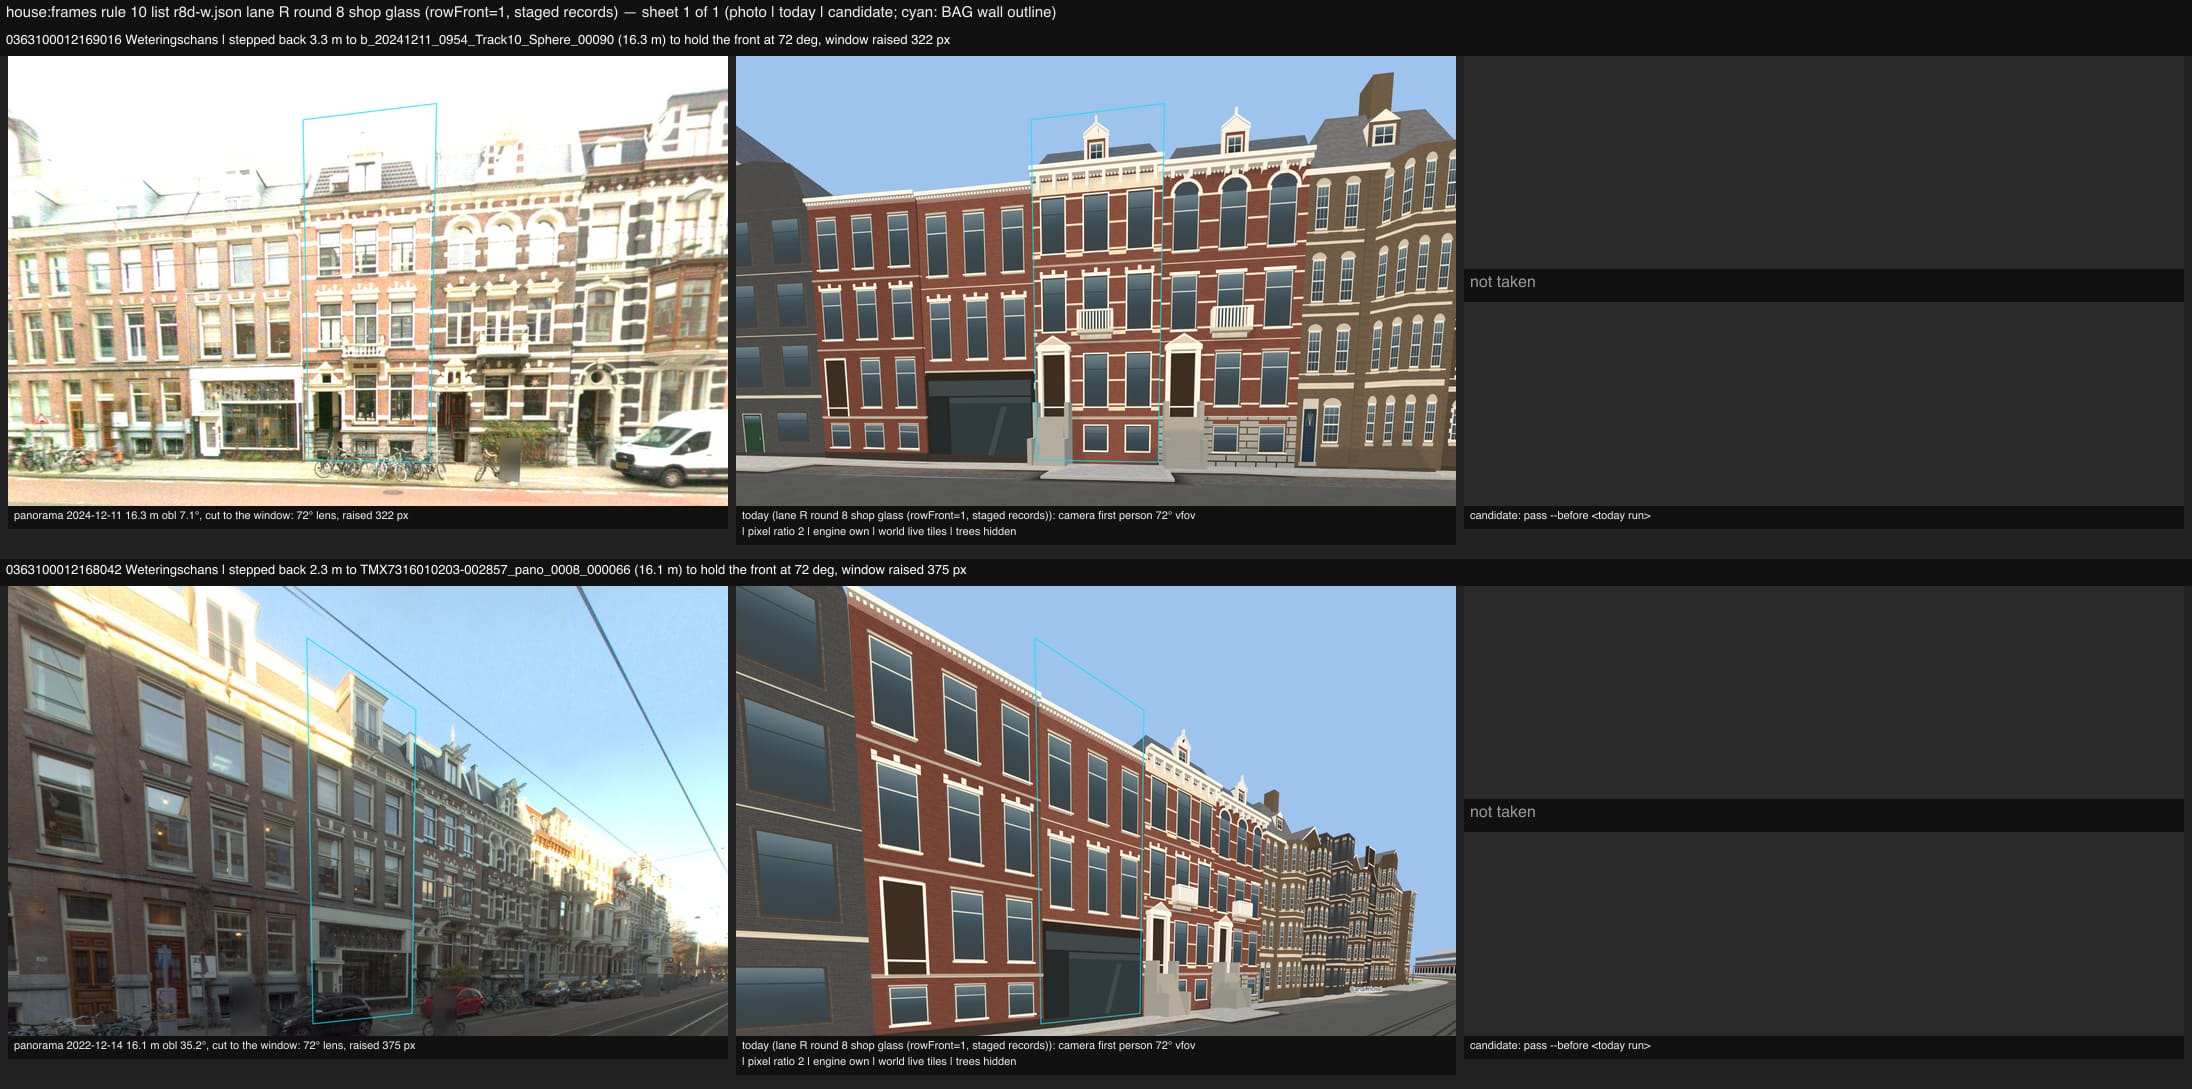 house:frames rule 10 list r8d-w.json lane R round 8 shop glass (rowFront=1, staged records) — sheet 1 of 1 (photo | today | candidate; cyan: BAG wall outline)
0363100012169016 Weteringschans | stepped back 3.3 m to b_20241211_0954_Track10_Sphere_00090 (16.3 m) to hold the front at 72 deg, window raised 322 px
not taken
panorama 2024-12-11 16.3 m obl 7.1°, cut to the window: 72° lens, raised 322 px
today (lane R round 8 shop glass (rowFront=1, staged records)): camera first person 72° vfov
| pixel ratio 2 | engine own | world live tiles | trees hidden
candidate: pass --before <today run>
0363100012168042 Weteringschans | stepped back 2.3 m to TMX7316010203-002857_pano_0008_000066 (16.1 m) to hold the front at 72 deg, window raised 375 px
not taken
panorama 2022-12-14 16.1 m obl 35.2°, cut to the window: 72° lens, raised 375 px
today (lane R round 8 shop glass (rowFront=1, staged records)): camera first person 72° vfov
| pixel ratio 2 | engine own | world live tiles | trees hidden
candidate: pass --before <today run>